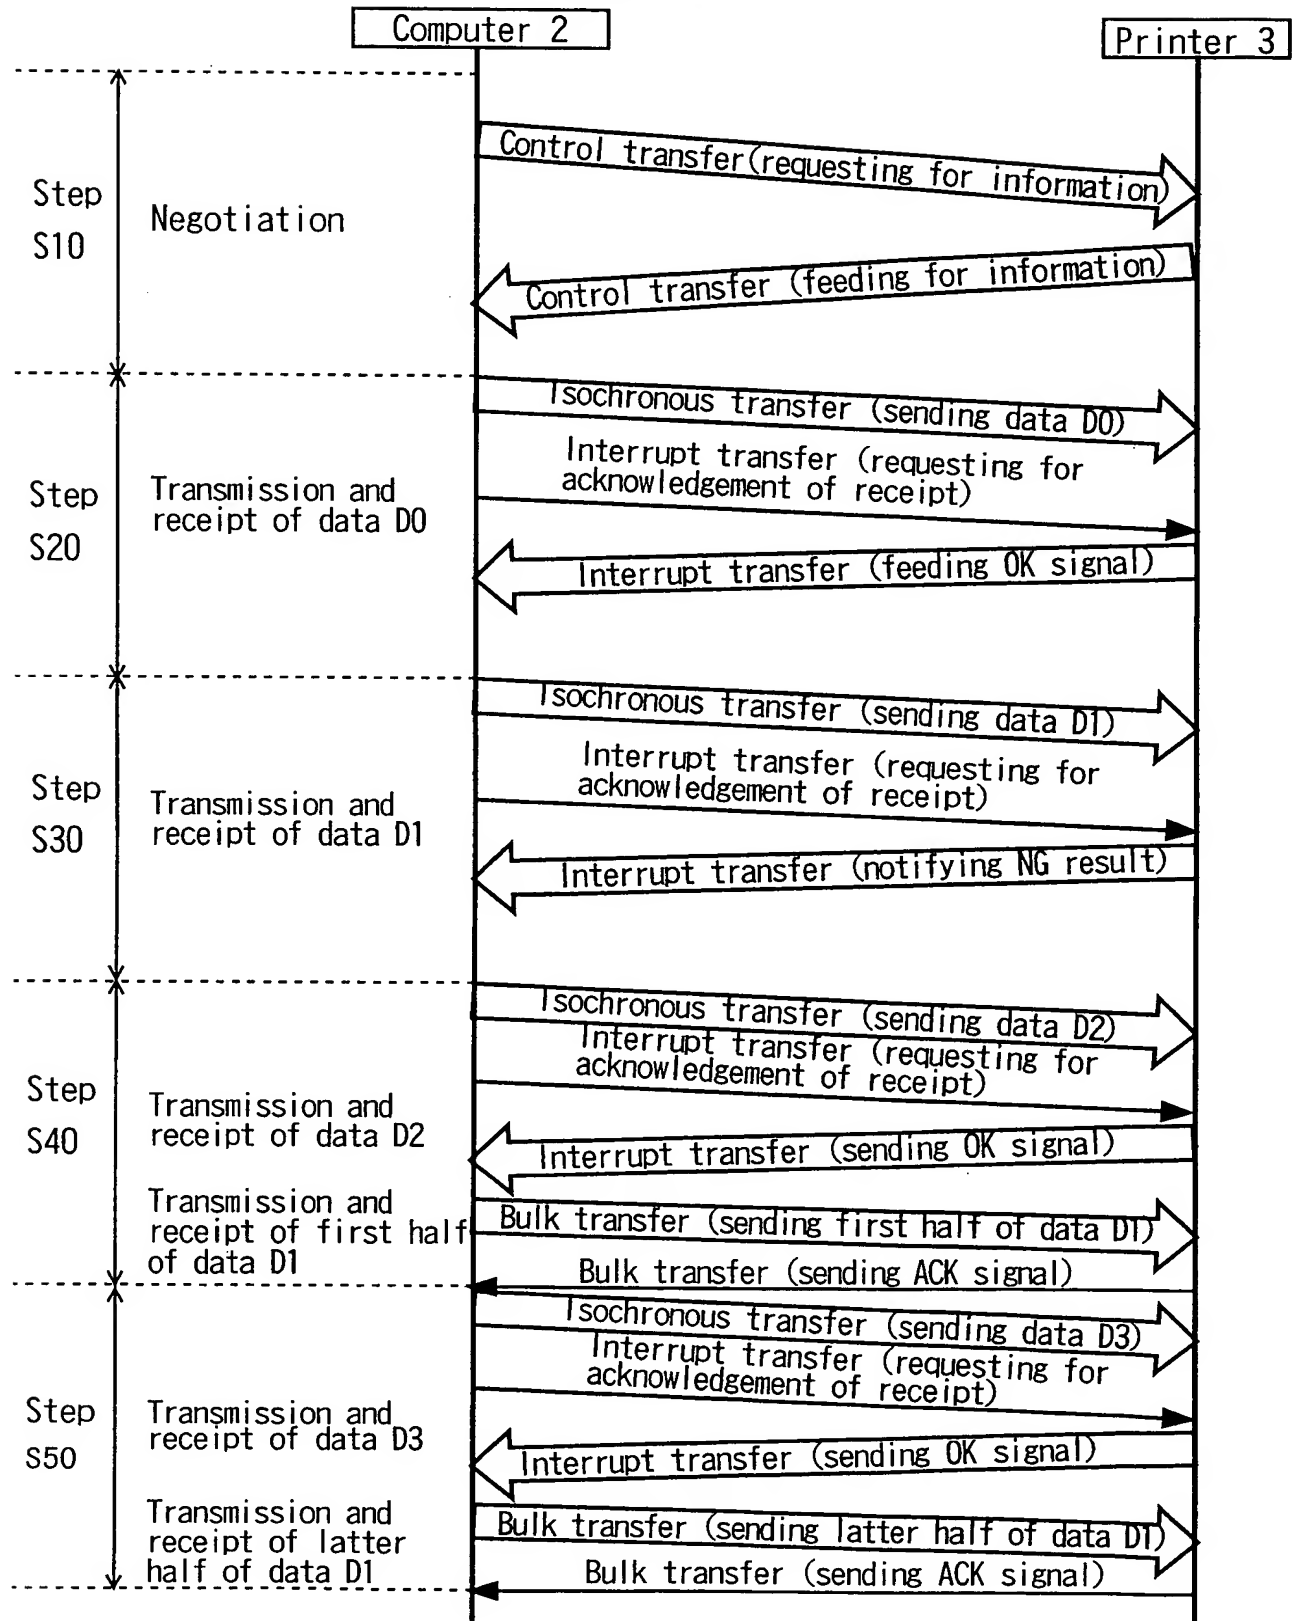 Computer 2
Printer 3
Step
S10
Negotiation
Control transfer(requesting for information)
Control transfer (feeding for information)
Step
S20
Transmission and
receipt of data D0
Isochronous transfer (sending data D0)
Interrupt transfer (requesting for
acknowledgement of receipt)
Interrupt transfer (feeding OK signal)
Step
S30
Transmission and
receipt of data D1
Isochronous transfer (sending data D1)
Interrupt transfer (requesting for
acknowledgement of receipt)
Interrupt transfer (notifying NG result)
Step
S40
Transmission and
receipt of data D2
Isochronous transfer (sending data D2)
Interrupt transfer (requesting for
acknowledgement of receipt)
Interrupt transfer (sending OK signal)
Transmission and
receipt of first half
of data D1
Bulk transfer (sending first half of data D1)
Bulk transfer (sending ACK signal)
Step
S50
Transmission and
receipt of data D3
Isochronous transfer (sending data D3)
Interrupt transfer (requesting for
acknowledgement of receipt)
Interrupt transfer (sending OK signal)
Transmission and
receipt of latter
half of data D1
Bulk transfer (sending latter half of data D1)
Bulk transfer (sending ACK signal)